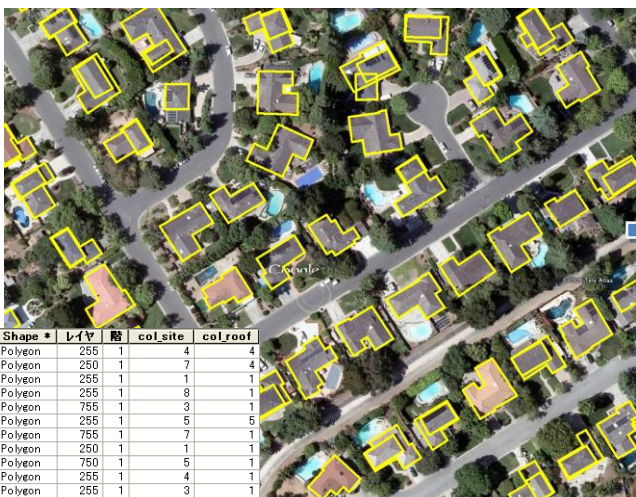 Google
Tele Atlas
Shape * レイヤ 階 col_site col_roof
Polygon 255 1 4 4
Polygon 250 1 7 4
Polygon 255 1 1 1
Polygon 255 1 8 1
Polygon 755 1 3 1
Polygon 255 1 5 5
Polygon 755 1 7 1
Polygon 250 1 1 1
Polygon 750 1 5 1
Polygon 255 1 4 1
Polygon 255 1 3 1